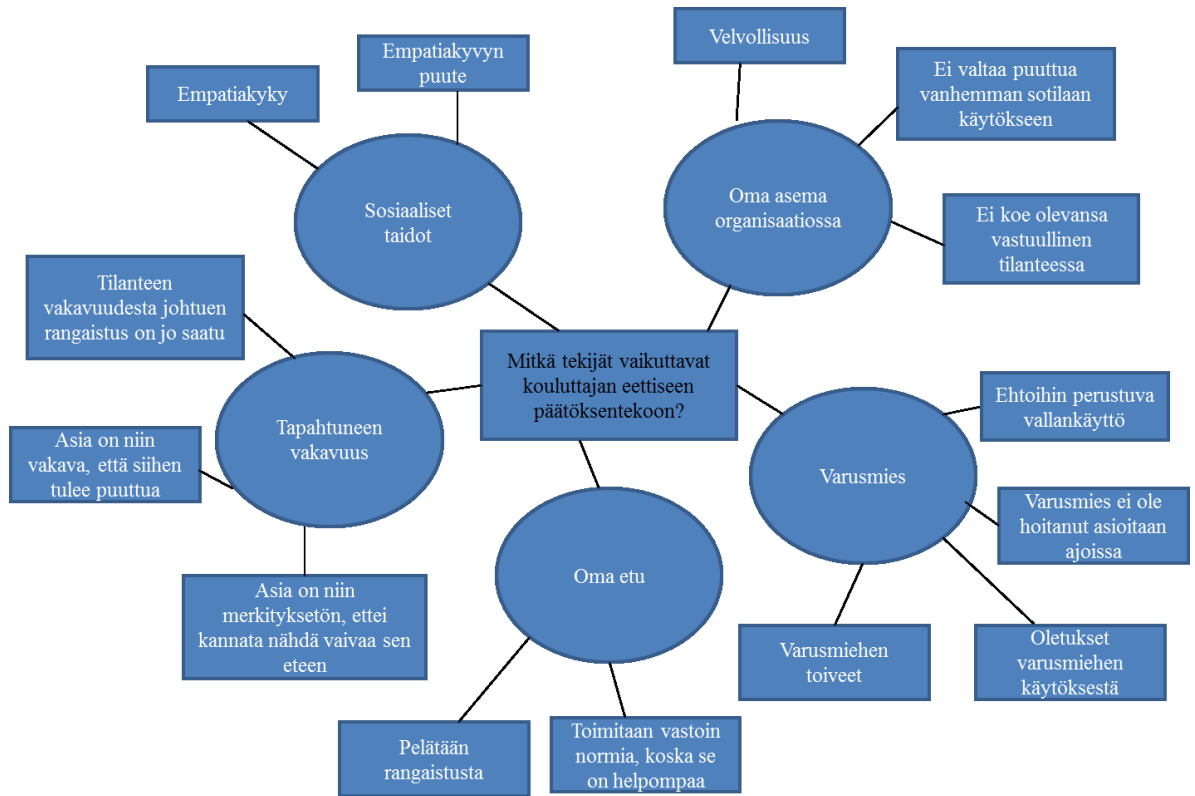 Empatiakyky
Empatiakyvyn
puute
Sosiaaliset
taidot
Velvollisuus
Ei valtaa puuttua
vanhemman sotilaan
käytökseen
Oma asema
organisaatiossa
Ei koe olevansa
vastuullinen
tilanteessa
Tilanteen
vakavuudesta johtuen
rangaistus on jo saatu
Mitkä tekijät vaikuttavat
kouluttajan eettiseen
päätöksentekoon?
Tapahtuneen
vakavuus
Asia on niin
vakava, että siihen
tulee puuttua
Asia on niin
merkityksetön, ettei
kannata nähdä vaivaa sen
eteen
Oma etu
Pelätään
rangaistusta
Toimitaan vastoin
normia, koska se
on helpompaa
Varusmies
Ehtoihin perustuva
vallankäyttö
Varusmies ei ole
hoitanut asioitaan
ajoissa
Varusmiehen
toiveet
Oletukset
varusmiehen
käytöksestä